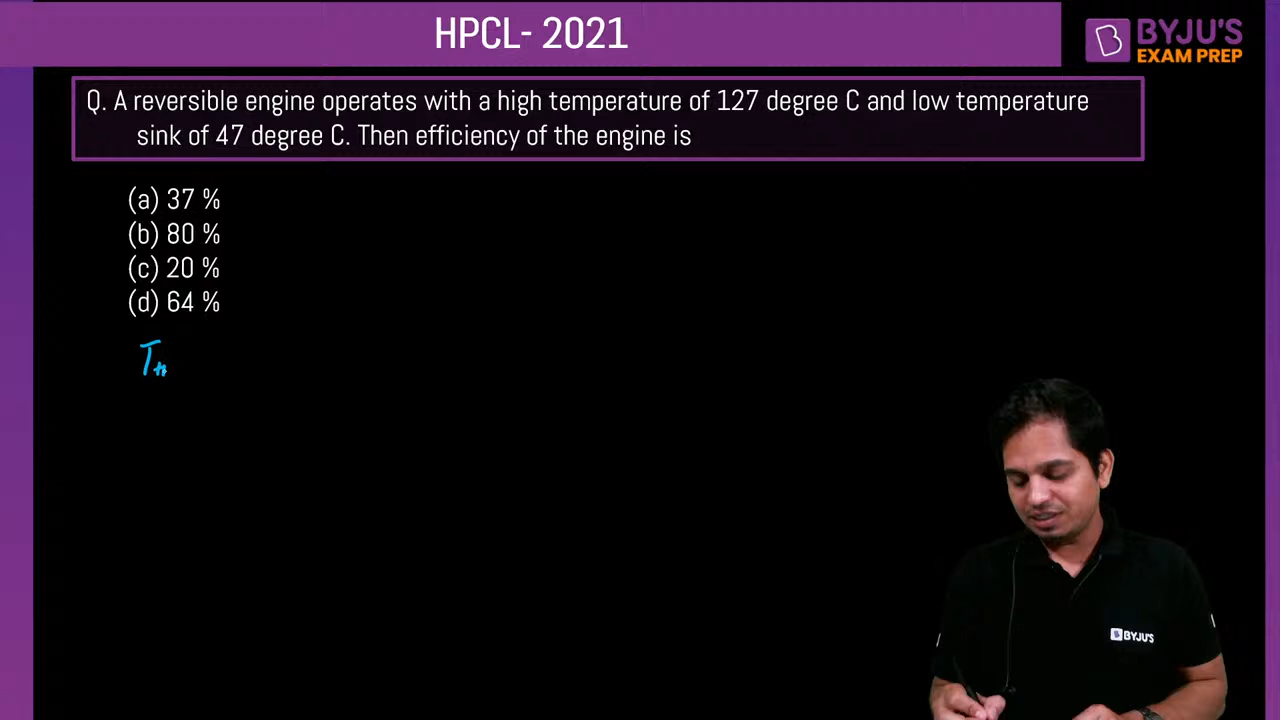 HPCL- 2021
BYJU'S
EXAM PREP
Q. A reversible engine operates with a high temperature of 127 degree C and low temperature
sink of 47 degree C. Then efficiency of the engine is
(a) 37 %
(b) 80 %
(c) 20 %
(d) 64 %
TH
BYJU'S